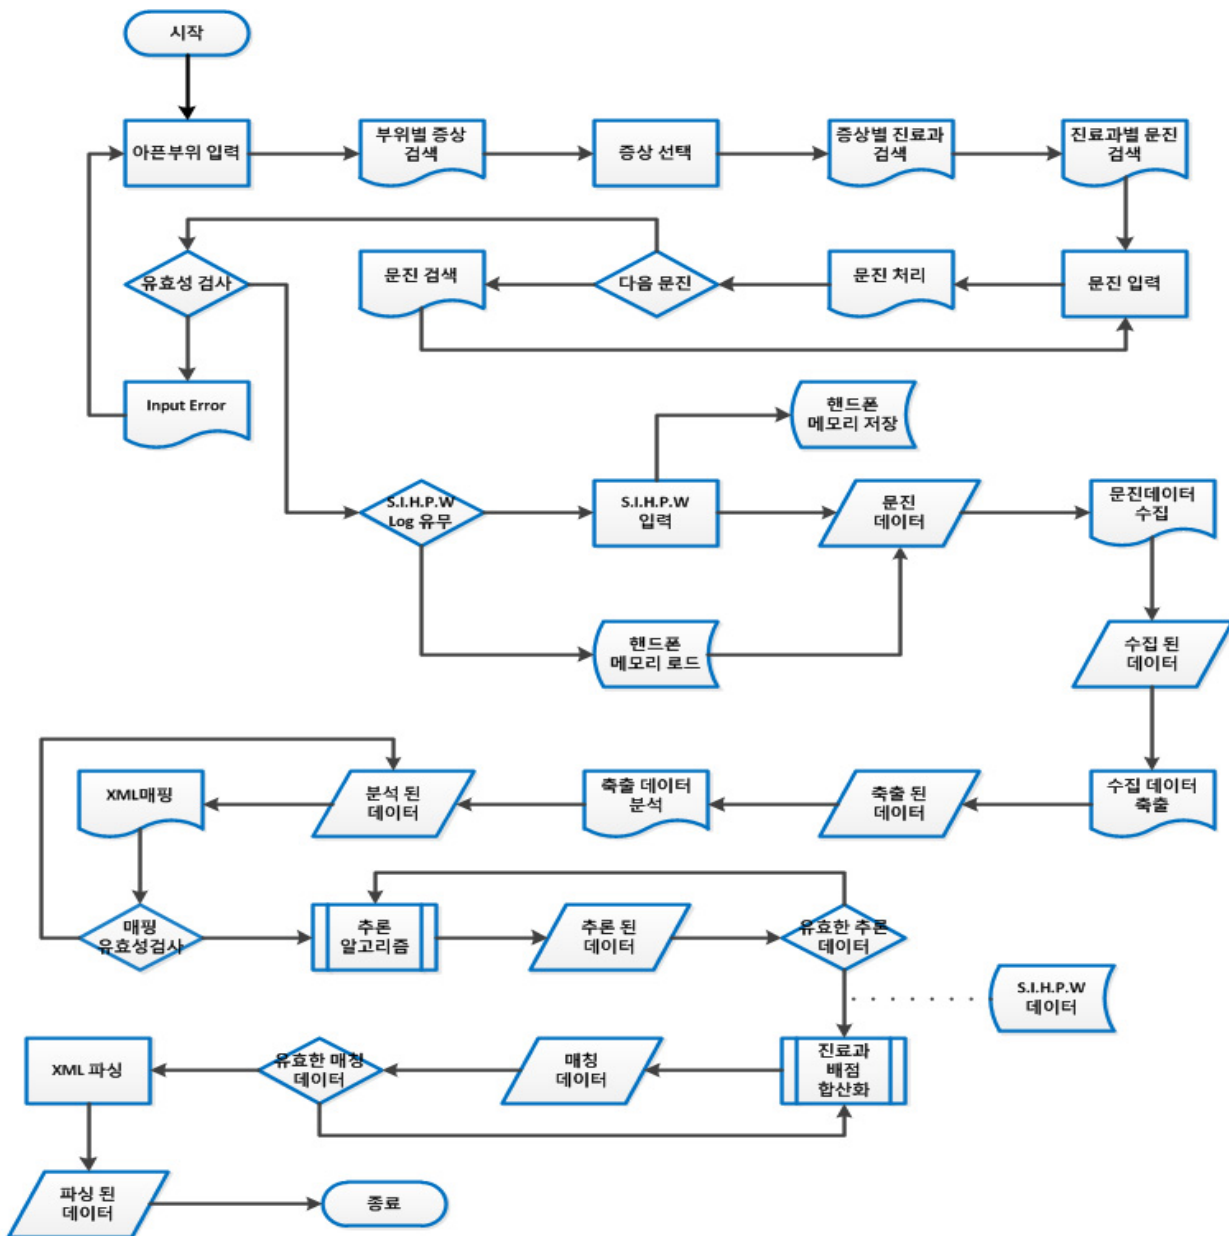 시작
아픈부위 입력
부위별 증상
검색
증상 선택
증상별 진료과
검색
진료과별 문진
검색
유효성 검사
문진 검색
다음 문진
문진 처리
문진 입력
Input Error
핸드폰
메모리 저장
S.I.H.P.W
Log 유무
S.I.H.P.W
입력
문진
데이터
문진데이터
수집
핸드폰
메모리 로드
수집 된
데이터
XML매핑
분석 된
데이터
축출 데이터
분석
축출 된
데이터
수집 데이터
축출
매핑
유효성검사
추론
알고리즘
추론 된
데이터
유효한 추론
데이터
S.I.H.P.W
데이터
XML 파싱
유효한 매칭
데이터
매칭
데이터
진료과
배점
합산화
파싱 된
데이터
종료